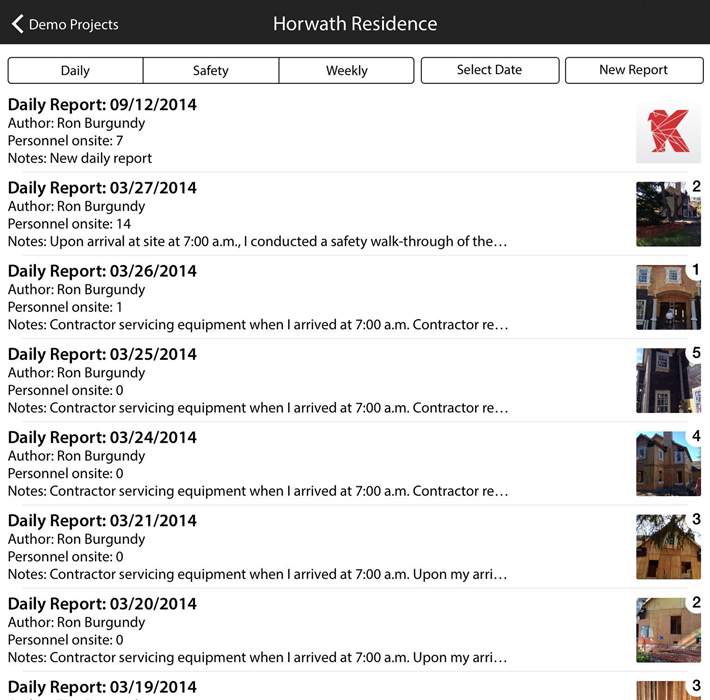 Demo Projects
Horwath Residence
Daily Safety Weekly Select Date New Report
Daily Report: 09/12/2014
Author: Ron Burgundy
Personnel onsite: 7
Notes: New daily report
Daily Report: 03/27/2014
2
Author: Ron Burgundy
Personnel onsite: 14
Notes: Upon arrival at site at 7:00 a.m., I conducted a safety walk-through of the…
Daily Report: 03/26/2014
1
Author: Ron Burgundy
Personnel onsite: 1
Notes: Contractor servicing equipment when I arrived at 7:00 a.m. Contractor re…
Daily Report: 03/25/2014
5
Author: Ron Burgundy
Personnel onsite: 0
Notes: Contractor servicing equipment when I arrived at 7:00 a.m. Contractor re…
Daily Report: 03/24/2014
4
Author: Ron Burgundy
Personnel onsite: 0
Notes: Contractor servicing equipment when I arrived at 7:00 a.m. Contractor re…
Daily Report: 03/21/2014
3
Author: Ron Burgundy
Personnel onsite: 0
Notes: Contractor servicing equipment when I arrived at 7:00 a.m. Upon my arri…
Daily Report: 03/20/2014
2
Author: Ron Burgundy
Personnel onsite: 0
Notes: Contractor servicing equipment when I arrived at 7:00 a.m. Upon my arri…
Daily Report: 03/19/2014
3